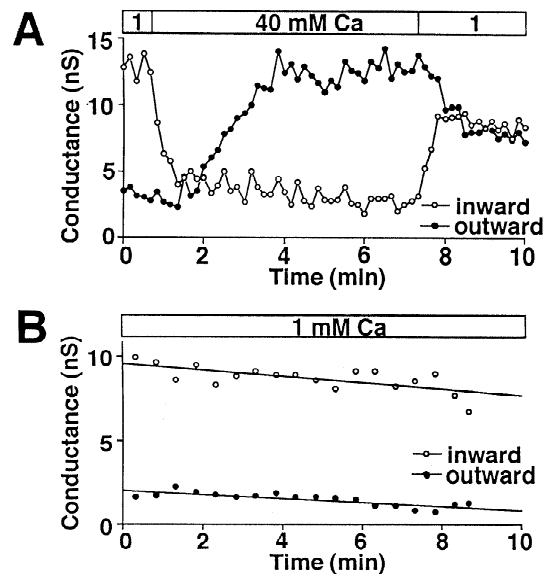 A
1 40 mM Ca 1
15
10
5
0
Conductance (nS)
inward
outward
0 2 4 6 8 10
Time (min)
B
1 mM Ca
10
5
0
Conductance (nS)
inward
outward
0 2 4 6 8 10
Time (min)